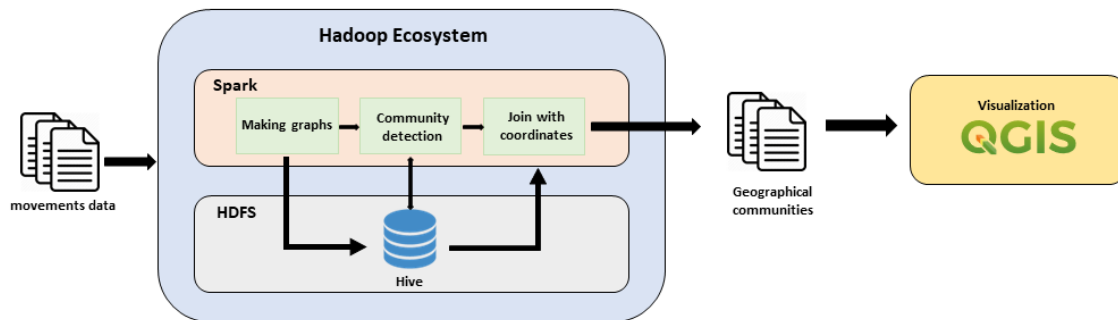 Hadoop Ecosystem
Spark
Making graphs
Community
detection
Join with
coordinates
movements data
HDFS
Hive
Geographical
communities
Visualization
QGIS